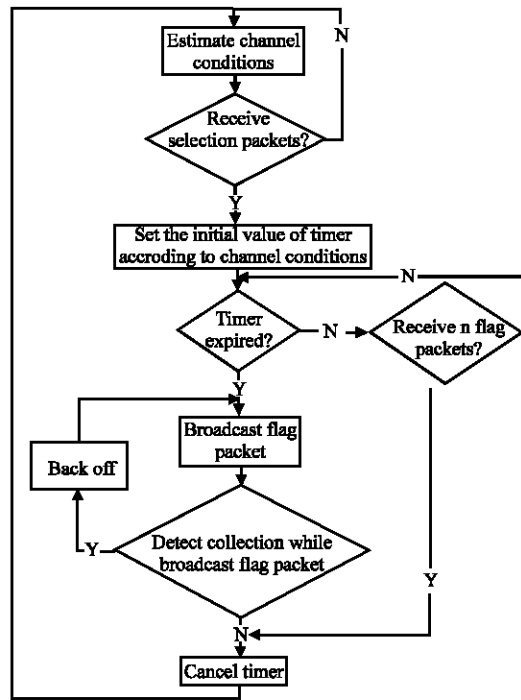 N
Estimate channel
conditions
Receive
selection packets?
Y
Set the initial value of timer
accroding to channel conditions
N
Timer
expired?
N
Receive n flag
packets?
Y
Broadcast flag
packet
Back off
Y
Detect collection while
broadcast flag packet
Y
N
Cancel timer